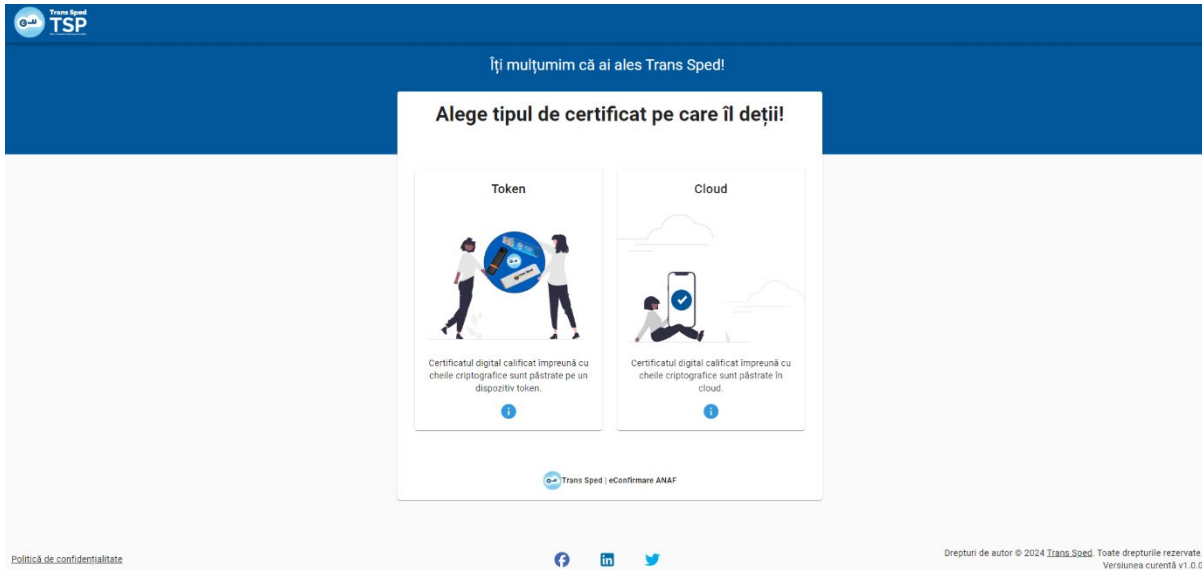 Trans Sped
TSP
Îți mulțumim că ai ales Trans Sped!
Alege tipul de certificat pe care îl deții!
Token
Certificatul digital calificat împreună cu
cheile criptografice sunt păstrate pe un
dispozitiv token.
Cloud
Certificatul digital calificat împreună cu
cheile criptografice sunt păstrate în
cloud.
Trans Sped | eConfirmare ANAF
Politică de confidențialitate
Drepturi de autor © 2024 Trans Sped. Toate drepturile rezervate.
Versiunea curentă v1.0.0